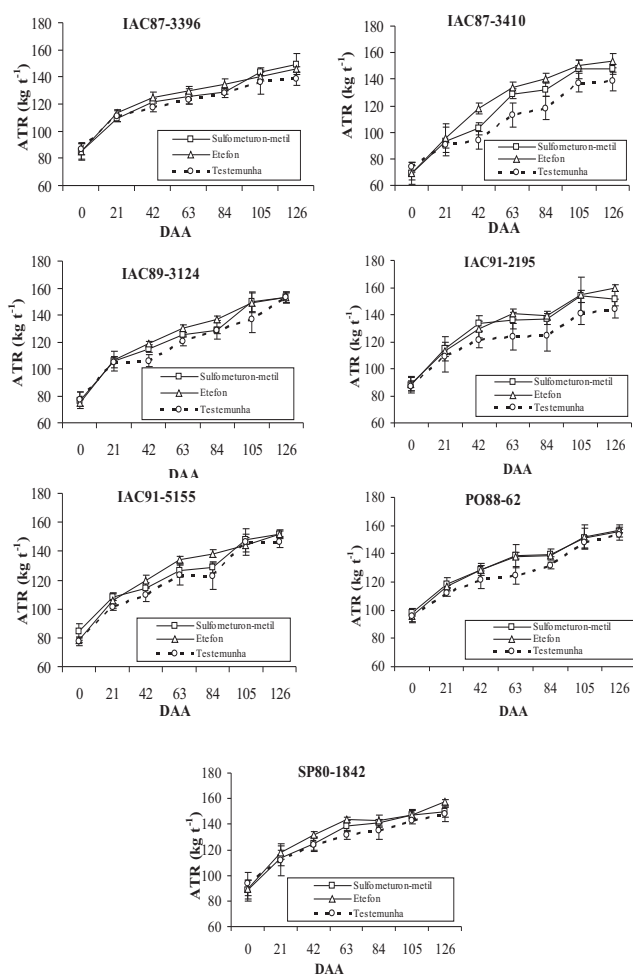 IAC87-3396
ATR (kg t⁻¹)
180
160
140
120
100
80
60
Sulfometuron-metil
Etefon
Testemunha
0 21 42 63 84 105 126
DAA
IAC87-3410
ATR (kg t⁻¹)
180
160
140
120
100
80
60
Sulfometuron-metil
Etefon
Testemunha
0 21 42 63 84 105 126
DAA
IAC89-3124
ATR (kg t⁻¹)
180
160
140
120
100
80
60
Sulfometuron-metil
Etefon
Testemunha
0 21 42 63 84 105 126
DAA
IAC91-2195
ATR (kg t⁻¹)
180
160
140
120
100
80
60
Sulfometuron-metil
Etefon
Testemunha
0 21 42 63 84 105 126
DAA
IAC91-5155
ATR (kg t⁻¹)
180
160
140
120
100
80
60
Sulfometuron-metil
Etefon
Testemunha
0 21 42 63 84 105 126
DAA
PO88-62
ATR (kg t⁻¹)
180
160
140
120
100
80
60
Sulfometuron-metil
Etefon
Testemunha
0 21 42 63 84 105 126
DAA
SP80-1842
ATR (kg t⁻¹)
180
160
140
120
100
80
60
Sulfometuron-metil
Etefon
Testemunha
0 21 42 63 84 105 126
DAA